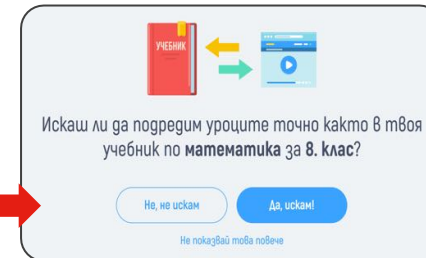 УЧЕБНИК
Искаш ли да подредим уроците точно както в твоя
учебник по математика за 8. клас?
Не, не искам
Да, искам!
Не показвай това повече